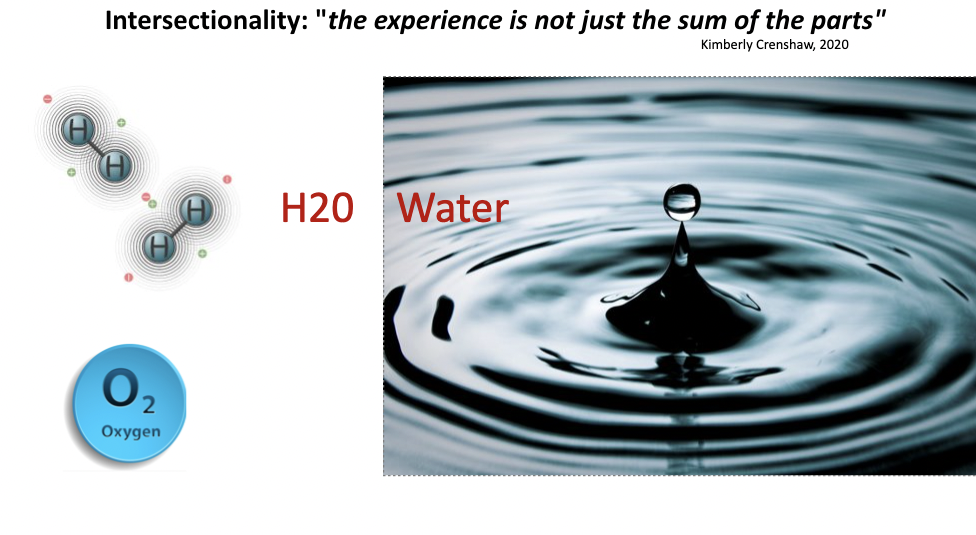 Intersectionality: "the experience is not just the sum of the parts"
Kimberly Crenshaw, 2020
H
H
H
H
H20 Water
O2
Oxygen